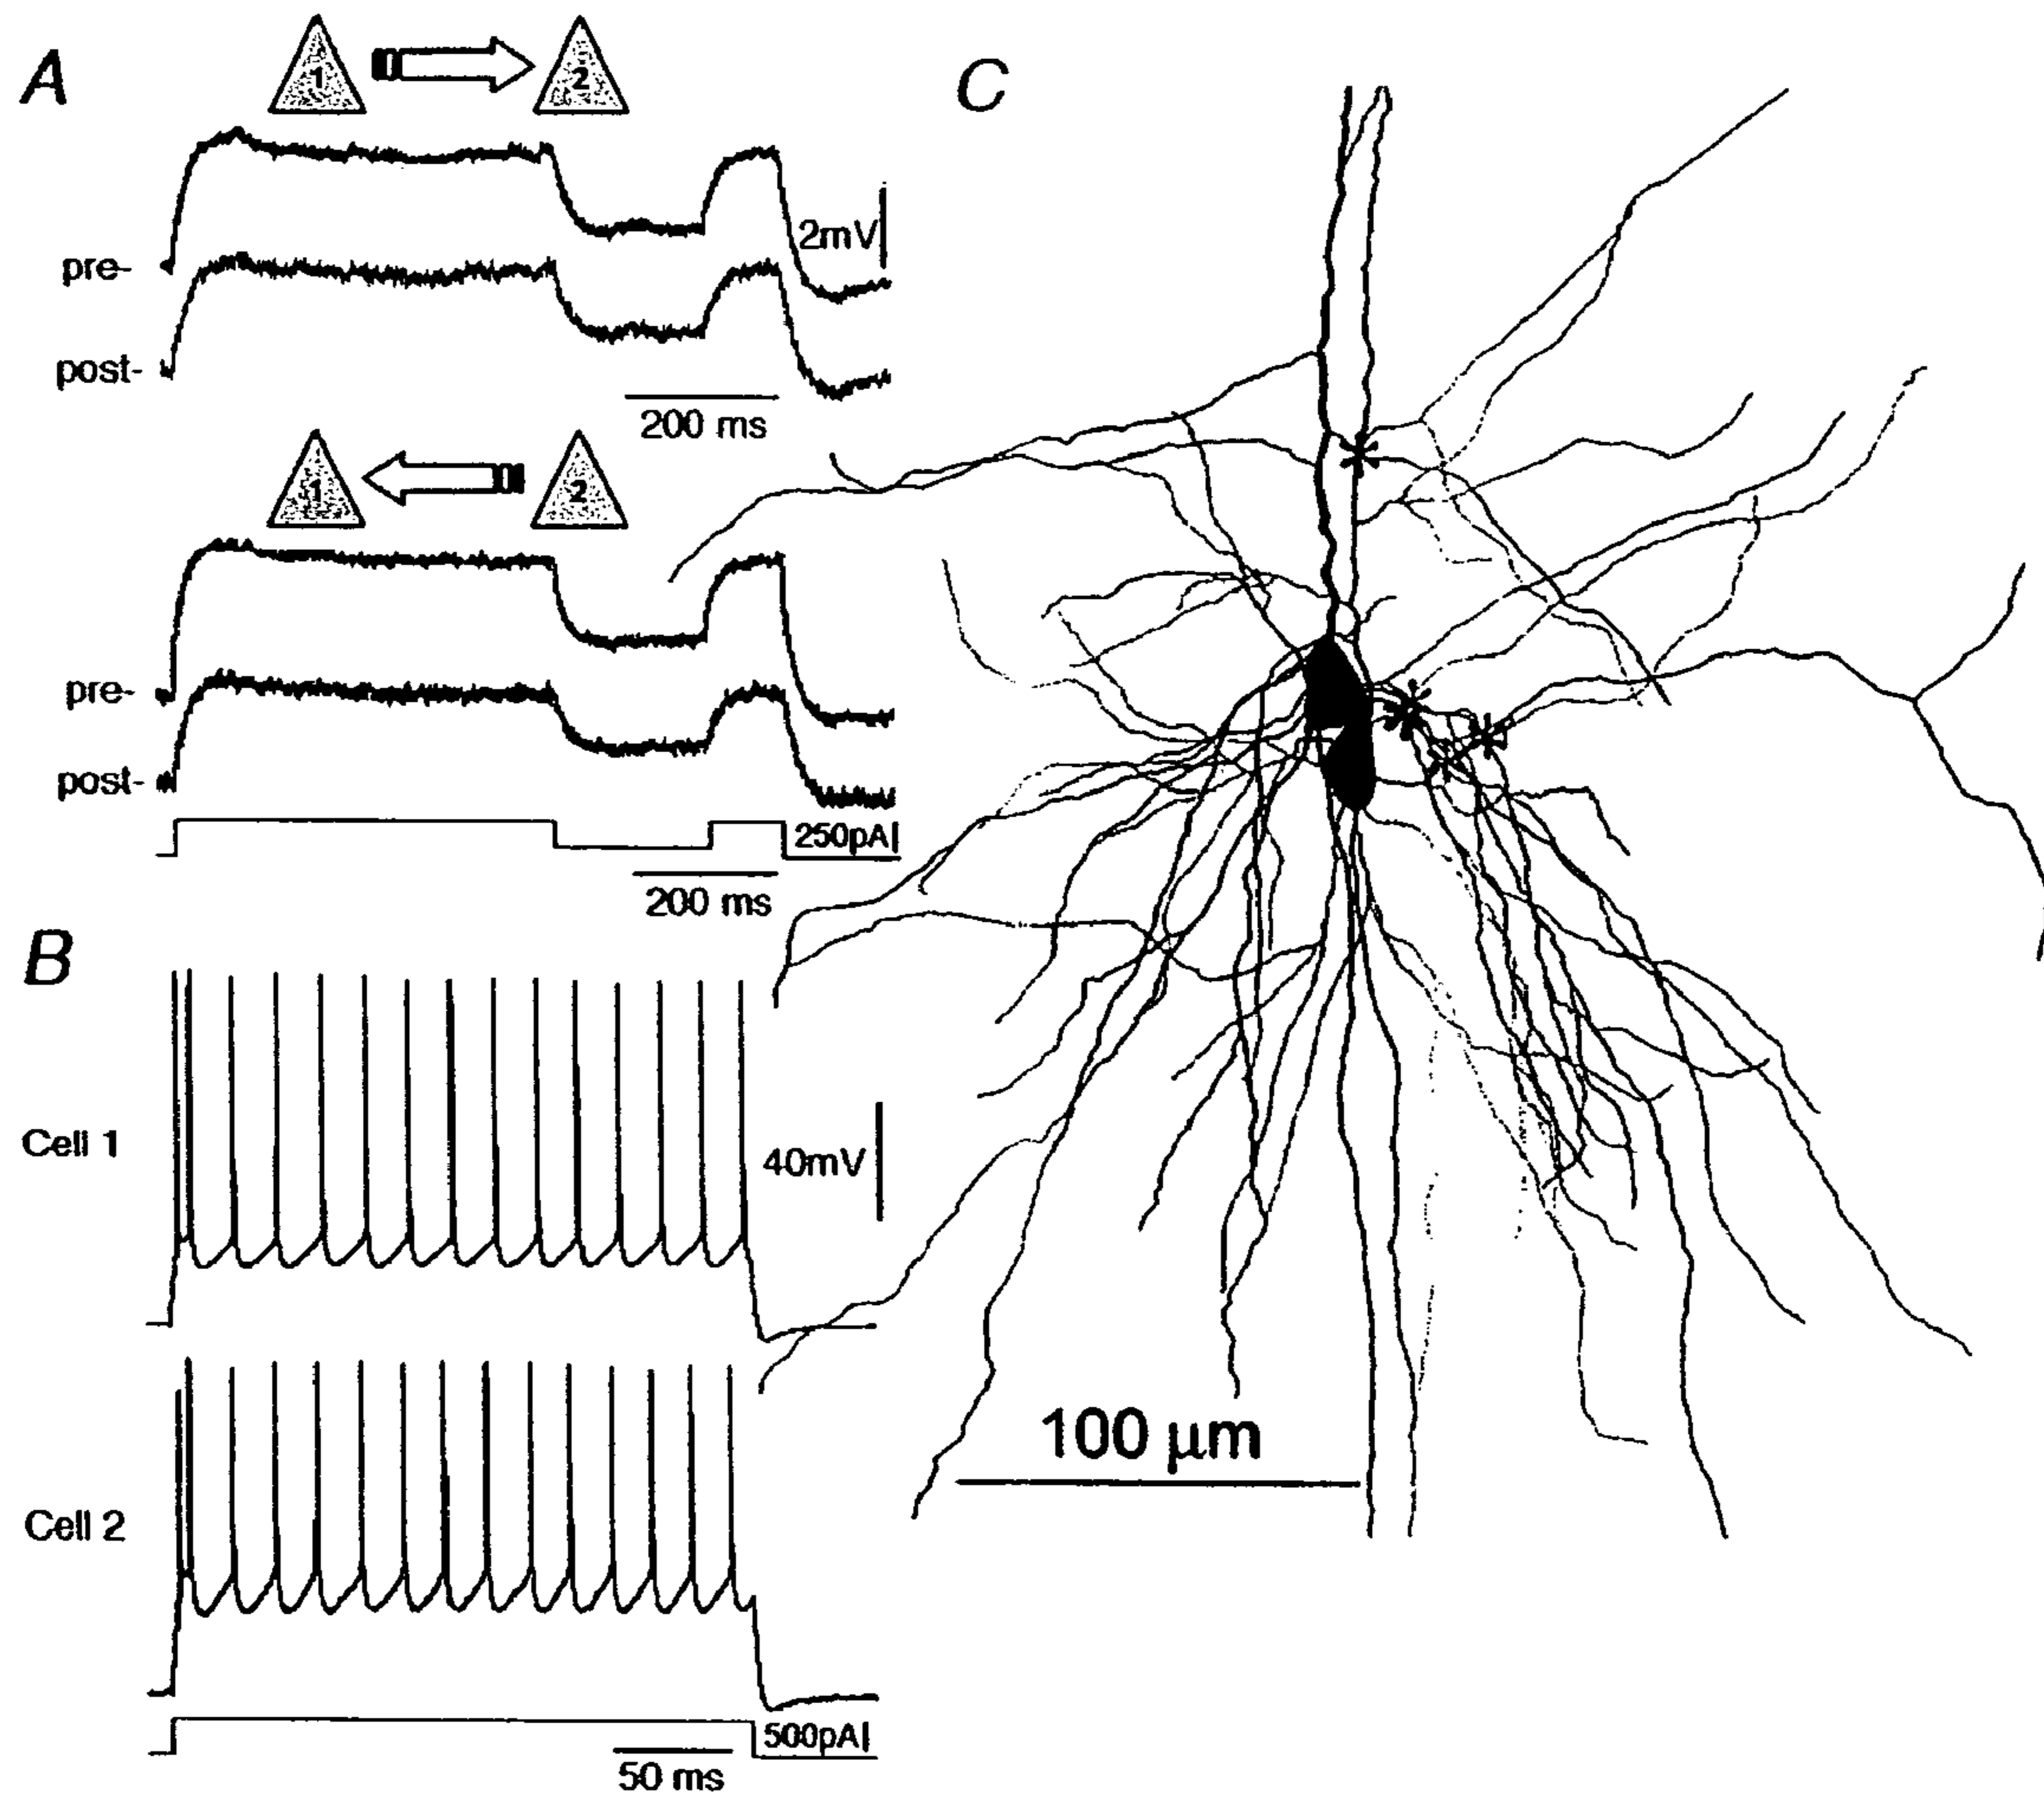 A
1
2
C
2mV
pre-
post-
200 ms
1
2
pre-
post-
250pA
200 ms
B
Cell 1
40mV
100 µm
Cell 2
500pA
50 ms